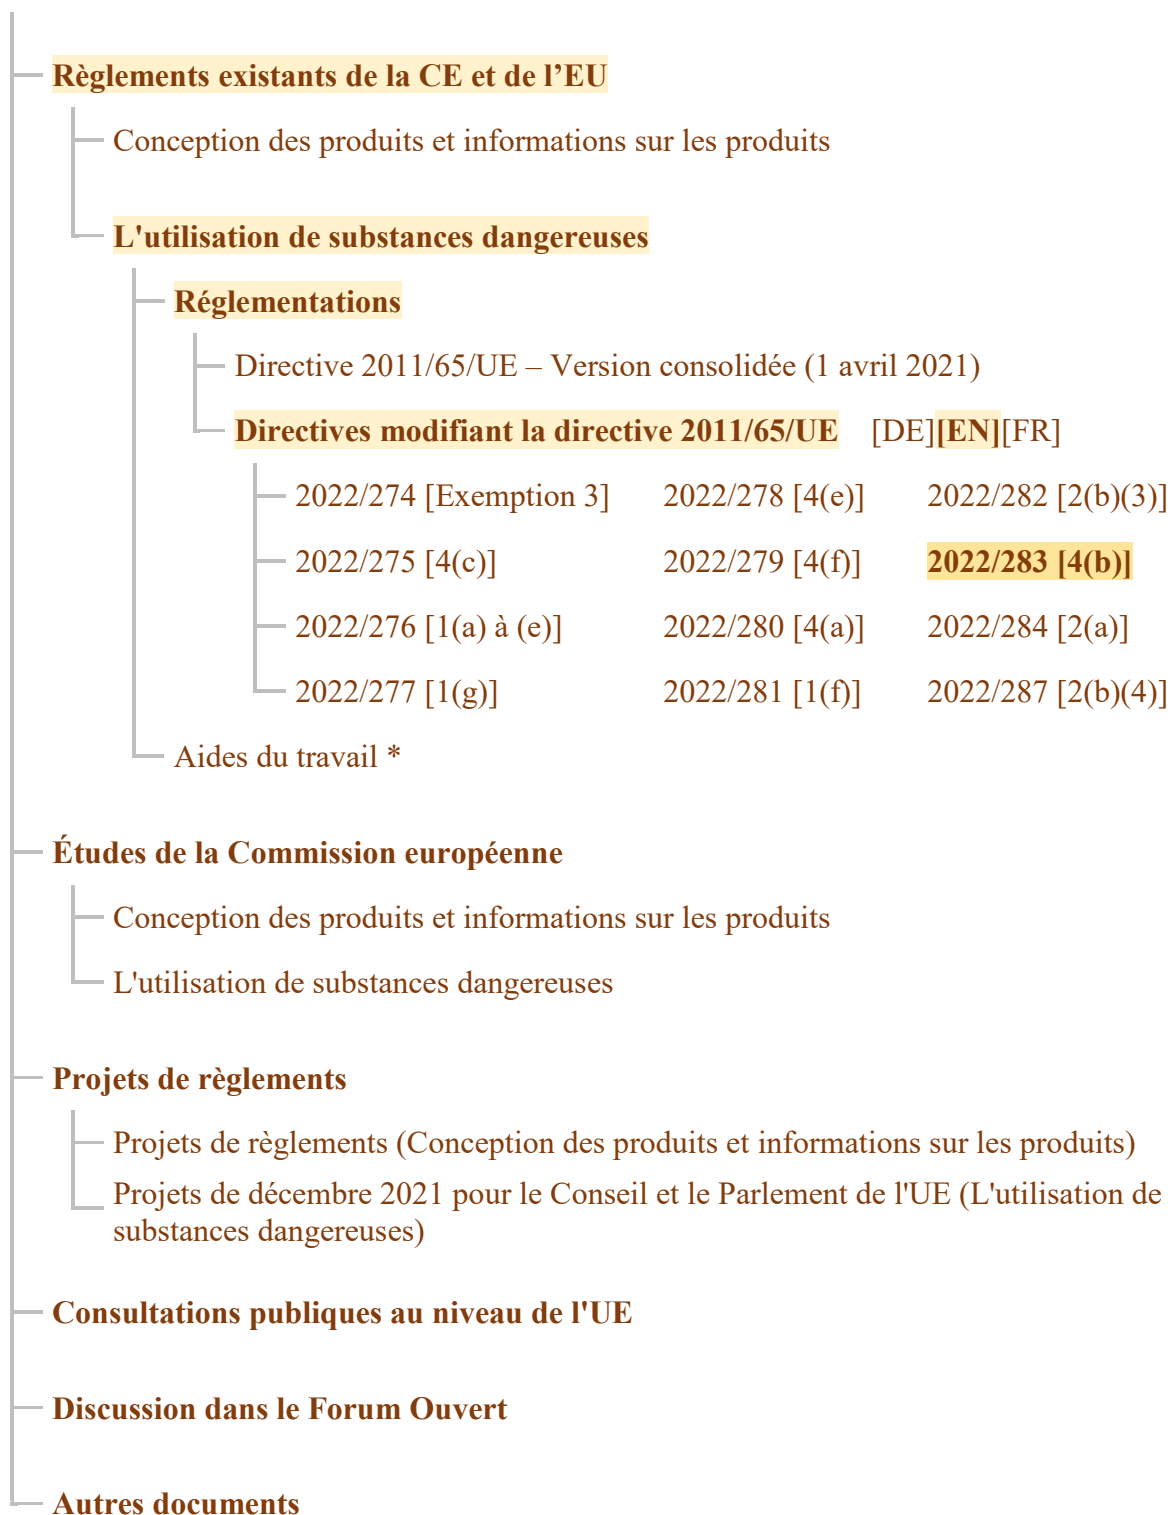 Règlements existants de la CE et de l’EU
Conception des produits et informations sur les produits
L'utilisation de substances dangereuses
Réglementations
Directive 2011/65/UE – Version consolidée (1 avril 2021)
Directives modifiant la directive 2011/65/UE [DE][EN][FR]
2022/274 [Exemption 3] 2022/278 [4(e)] 2022/282 [2(b)(3)]
2022/275 [4(c)] 2022/279 [4(f)] 2022/283 [4(b)]
2022/276 [1(a) à (e)] 2022/280 [4(a)] 2022/284 [2(a)]
2022/277 [1(g)] 2022/281 [1(f)] 2022/287 [2(b)(4)]
Aides du travail *
Études de la Commission européenne
Conception des produits et informations sur les produits
L'utilisation de substances dangereuses
Projets de règlements
Projets de règlements (Conception des produits et informations sur les produits)
Projets de décembre 2021 pour le Conseil et le Parlement de l'UE (L'utilisation de
substances dangereuses)
Consultations publiques au niveau de l'UE
Discussion dans le Forum Ouvert
Autres documents